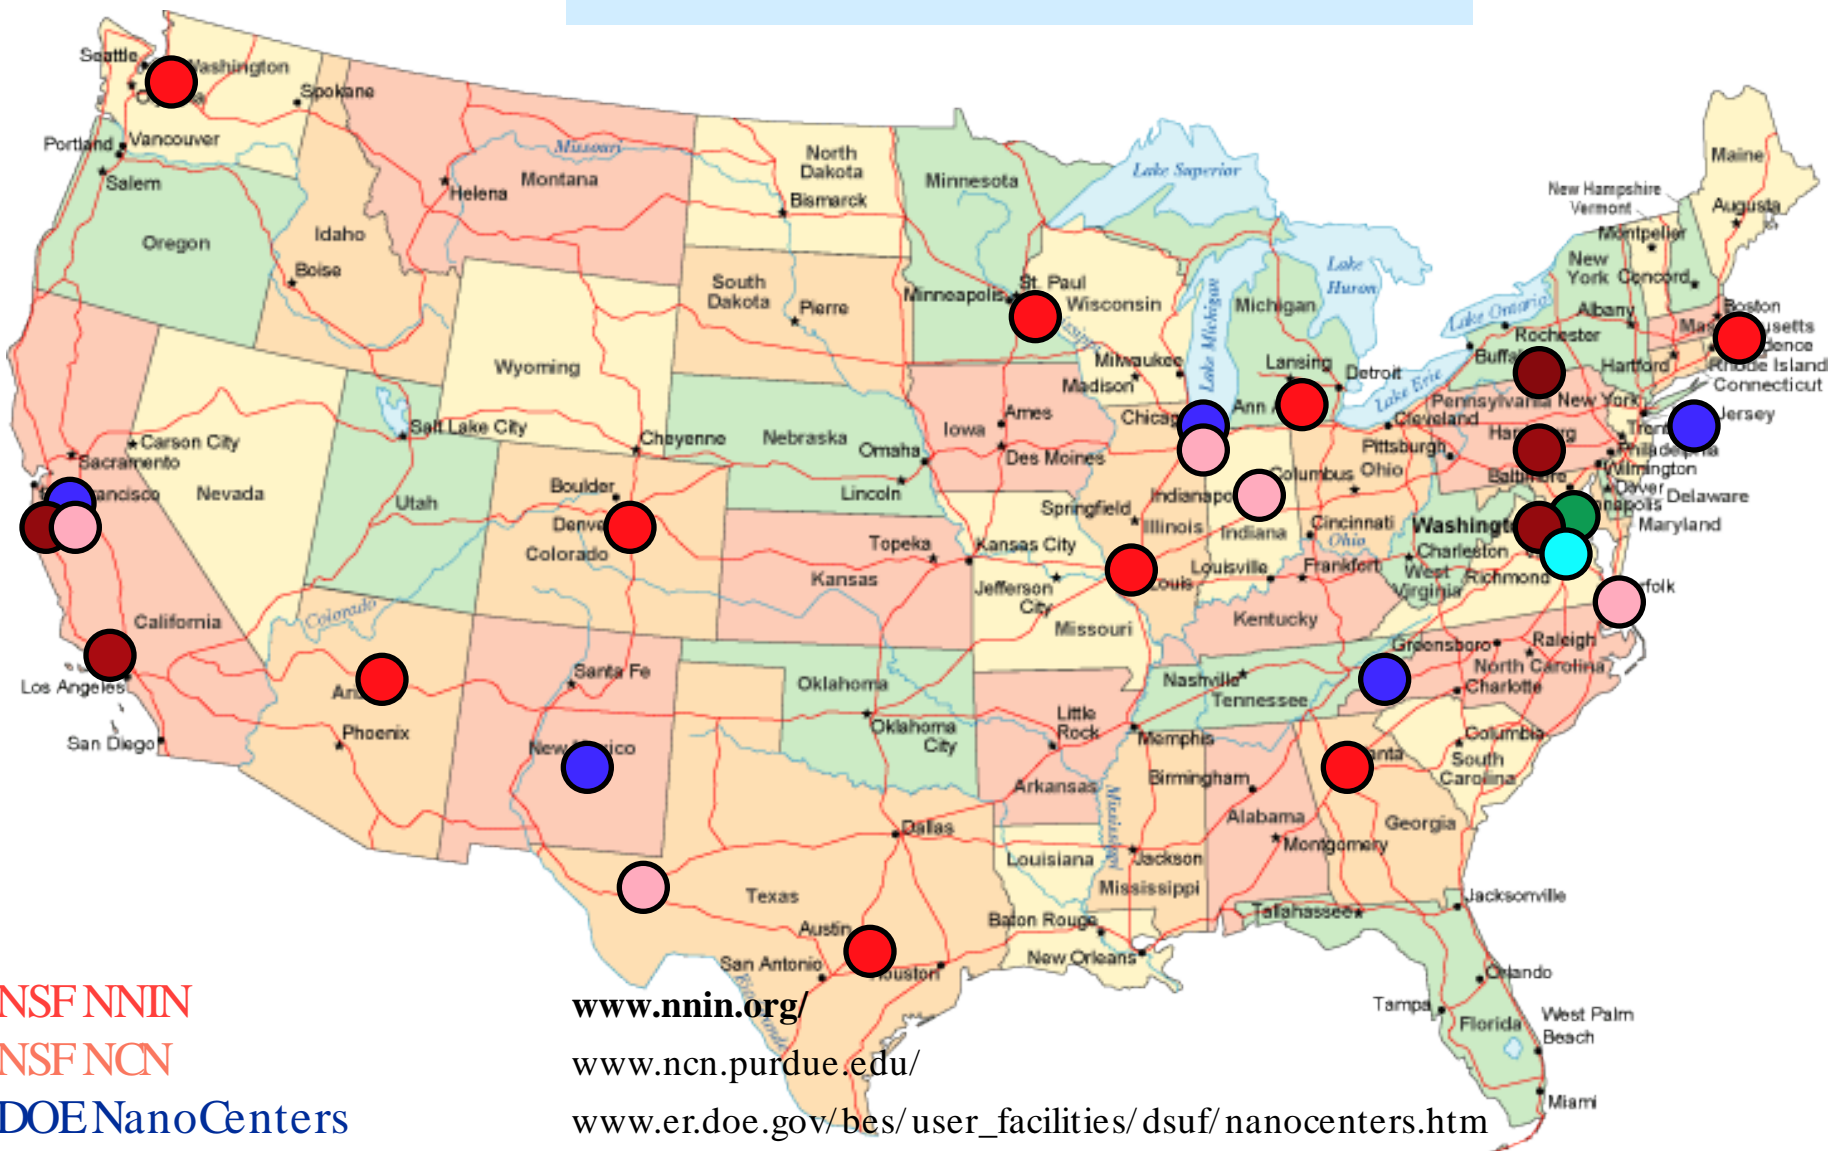 Seattle
Washington
Spokane
Portland
Vancouver
Salem
Missouri
Montana
Helena
North
Dakota
Bismarck
Minnesota
Lake Superior
Maine
New Hampshire
Vermont
Augusta
Montpelier
Oregon
Idaho
Boise
South
Dakota
Pierre
Minneapolis
St. Paul
Wisconsin
Michigan
Lake
Huron
New
York
Concord
Lake Ontario
Albany
Boston
Rochester
Wyoming
Milwaukee
Madison
Lake Michigan
Lansing
Detroit
Lake Erie
Hartford
Rhode Island
Connecticut
Pennsylvania
New York
Jersey
Salt Lake City
Carson City
Sacramento
Nevada
Utah
Cheyenne
Nebraska
Omaha
Lincoln
Iowa
Ames
Des Moines
Cleveland
Pittsburgh
Philadelphia
Wilmington
Baltimore
Dover
Delaware
Maryland
Boulder
Colorado
Topeka
Kansas
Kansas City
Jefferson
City
Missouri
Springfield
Illinois
Indiana
Columbus
Ohio
Cincinnati
Ohio
Louisville
Frankfort
Kentucky
Charleston
West
Virginia
Richmond
California
Colorado
Los Angeles
San Diego
Phoenix
Santa Fe
Oklahoma
Oklahoma
City
Little
Rock
Arkansas
Nashville
Tennessee
Memphis
Greensboro
Raleigh
North Carolina
Charlotte
Columbia
South
Carolina
Birmingham
Alabama
Montgomery
Georgia
Mississippi
Dallas
Texas
Louisiana
Jackson
Mississippi
Austin
San Antonio
Houston
Baton Rouge
New Orleans
Tallahassee
Jacksonville
Orlando
Tampa
Florida
West Palm
Beach
Miami
NSF NNIN
www.nnin.org/
NSF NCN
www.ncn.purdue.edu/
DOE NanoCenters
www.er.doe.gov/bes/user_facilities/dsuf/nanocenters.htm